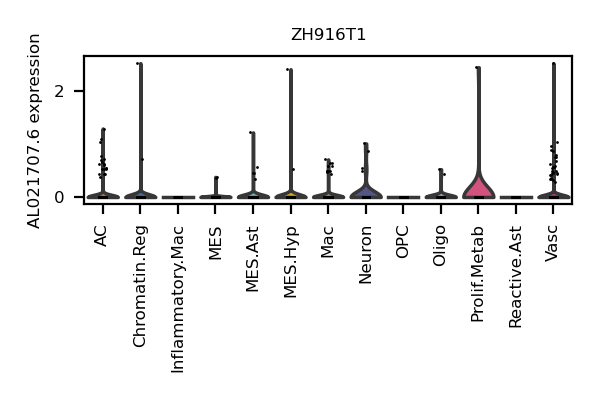 ZH916T1
AL021707.6 expression
2
0
AC
Chromatin.Reg
Inflammatory.Mac
MES
MES.Ast
MES.Hyp
Mac
Neuron
OPC
Oligo
Prolif.Metab
Reactive.Ast
Vasc